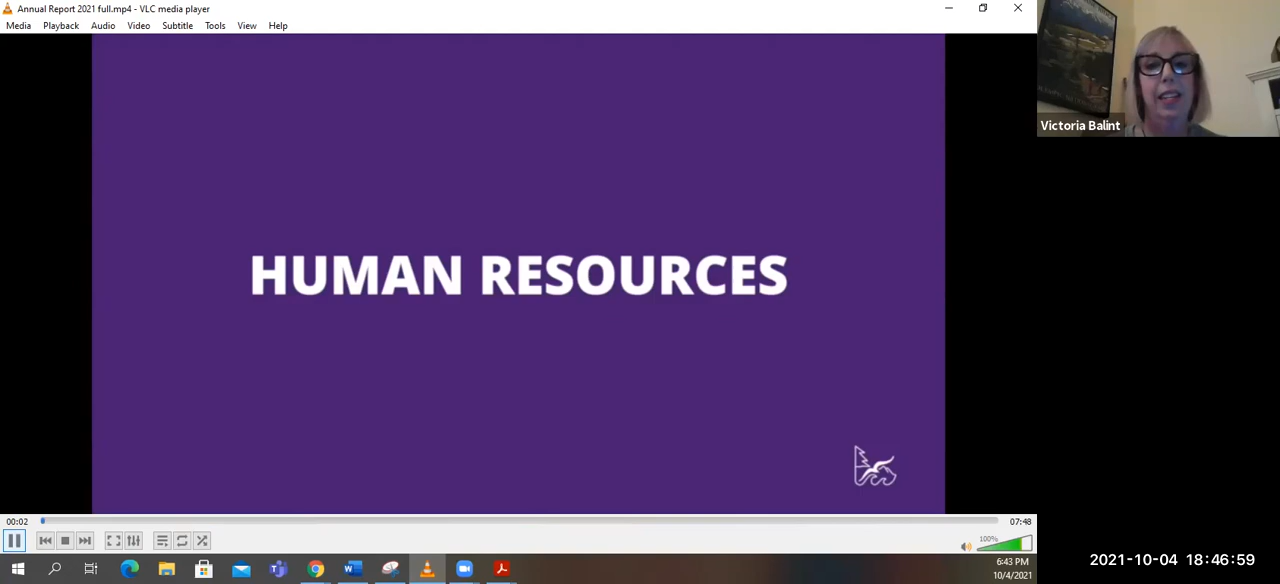 Annual Report 2021 full.mp4 - VLC media player
Media Playback Audio Video Subtitle Tools View Help
Victoria Balint
HUMAN RESOURCES
00:02
07:48
100%
6:43 PM
10/4/2021
2021-10-04 18:46:59